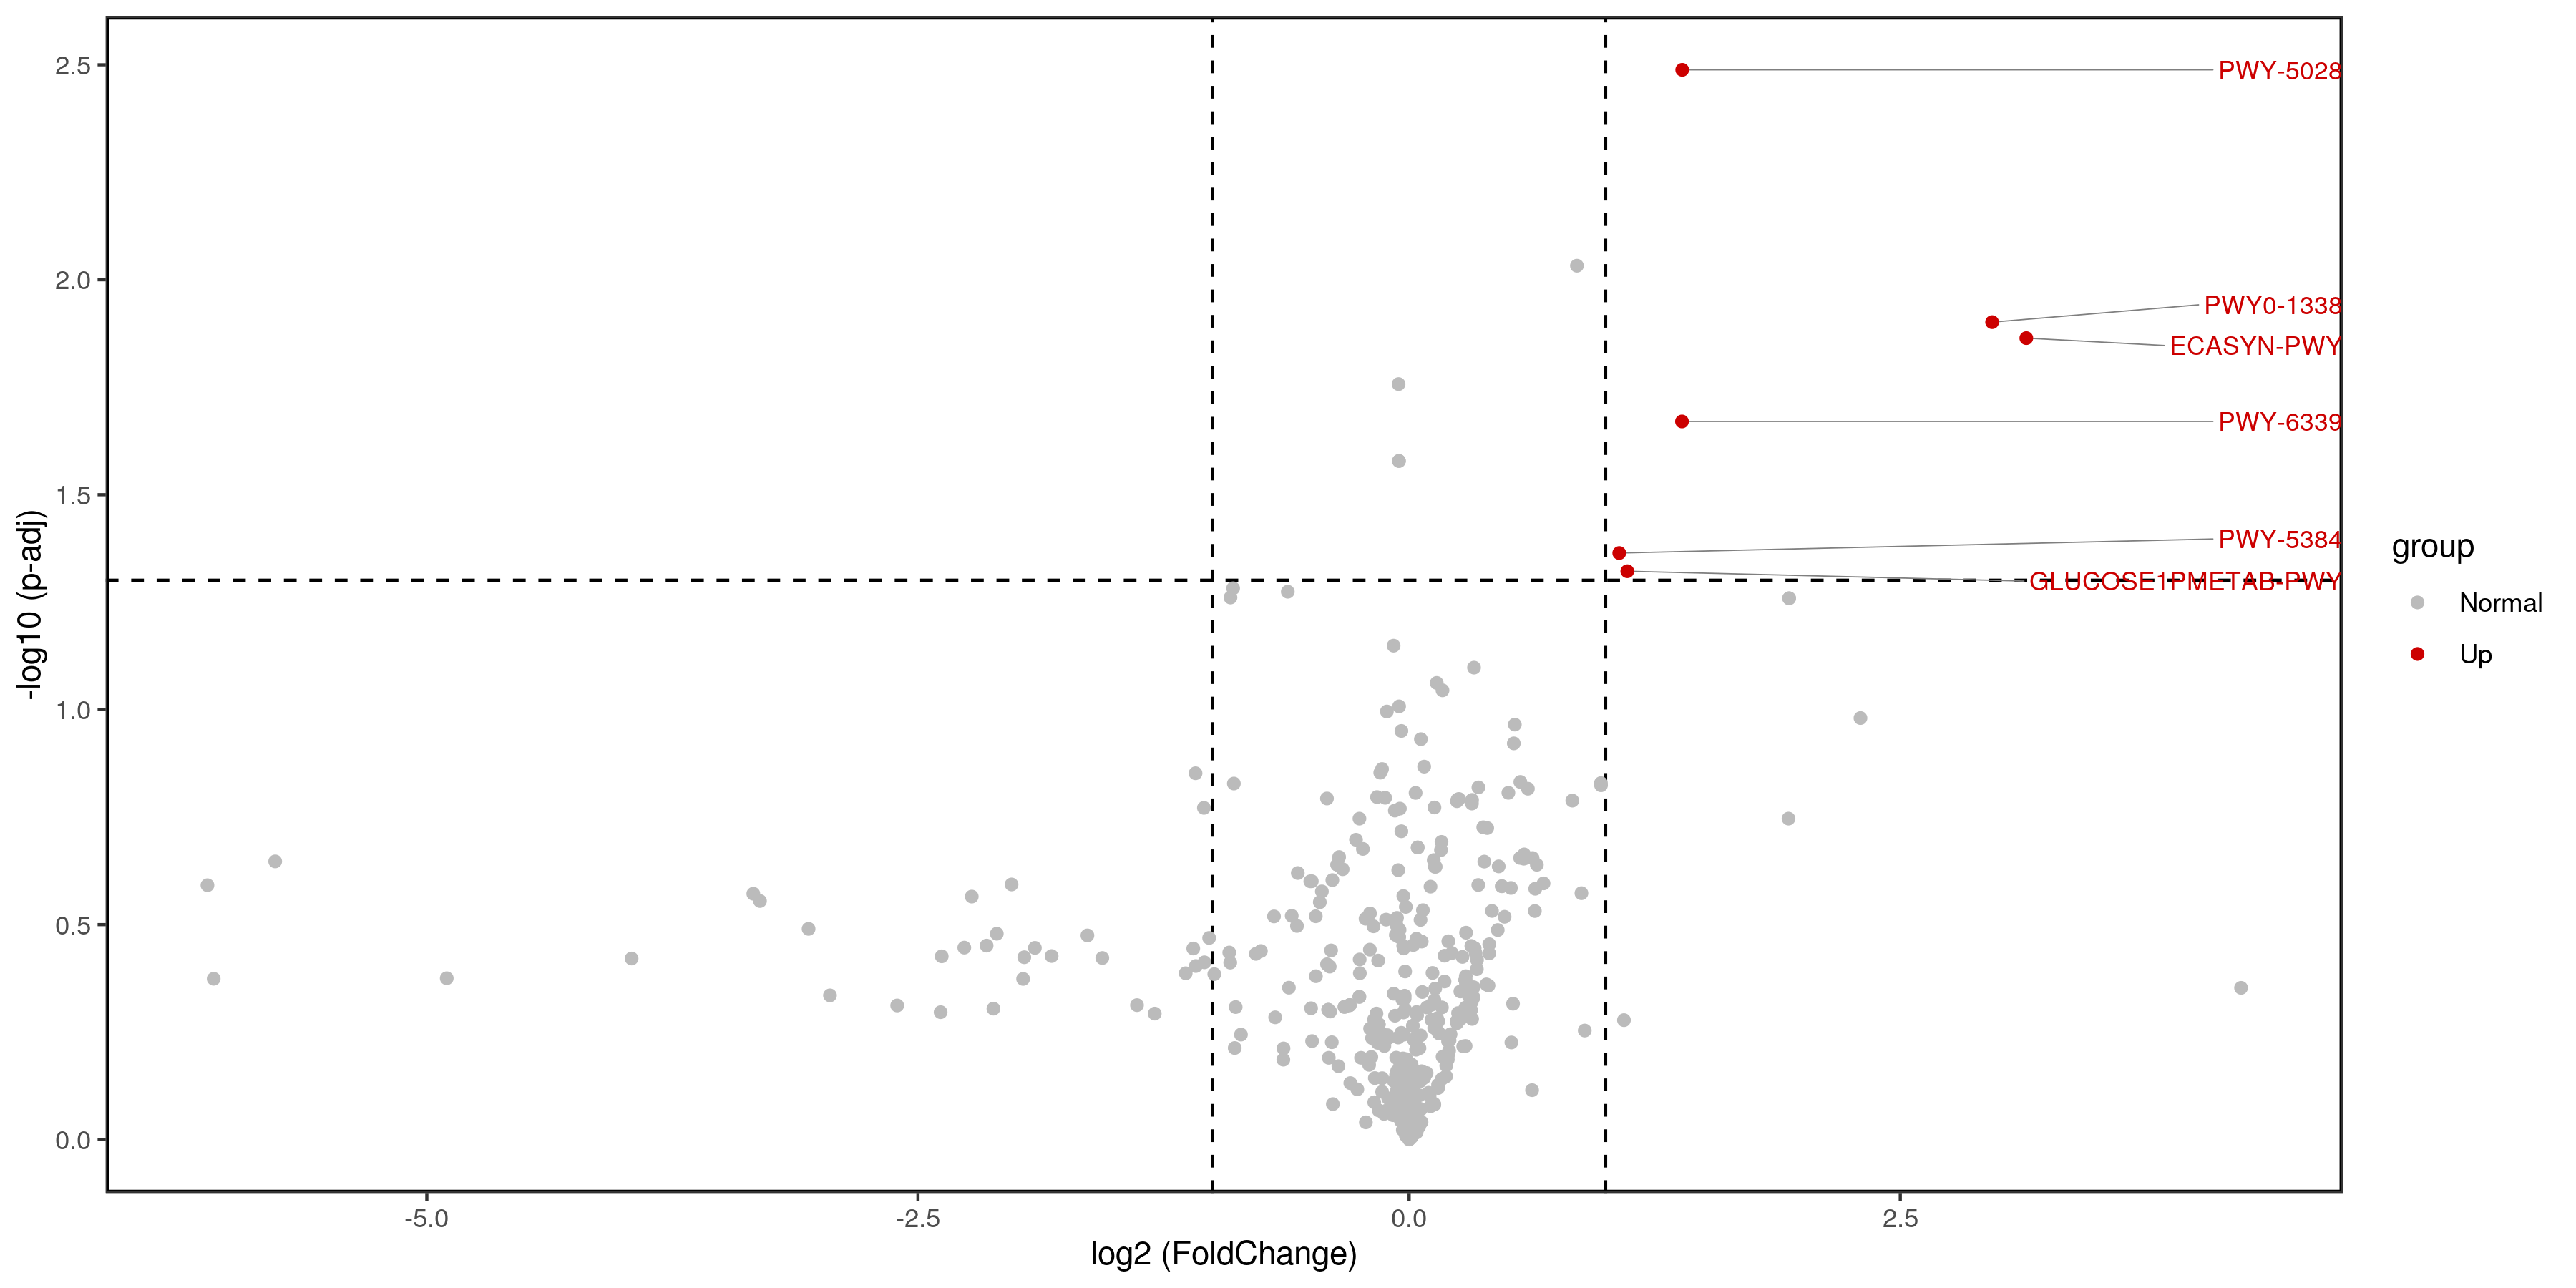 2.5
2.0
1.5
1.0
0.5
0.0
-log10 (p-adj)
-5.0
-2.5
0.0
2.5
log2 (FoldChange)
PWY-5028
PWY0-1338
ECASYN-PWY
PWY-6339
PWY-5384
GLUCOSE1PMETAB-PWY
group
Normal
Up